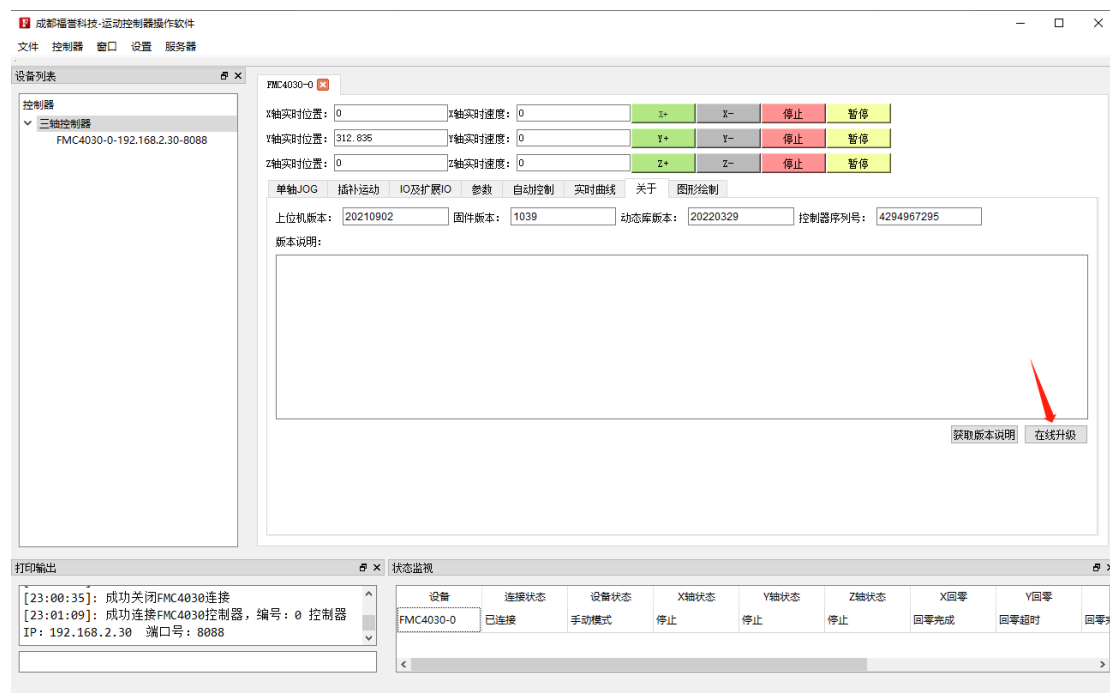 成都福誉科技-运动控制器操作软件
文件 控制器 窗口 设置 服务器
设备列表
控制器
三轴控制器
FMC4030-0-192.168.2.30-8088
FMC4030-0
X轴实时位置: 0 X轴实时速度: 0 X+ X- 停止 暂停
Y轴实时位置: 312.835 Y轴实时速度: 0 Y+ Y- 停止 暂停
Z轴实时位置: 0 Z轴实时速度: 0 Z+ Z- 停止 暂停
单轴JOG 插补运动 IO及扩展IO 参数 自动控制 实时曲线 关于 图形绘制
上位机版本: 20210902 固件版本: 1039 动态库版本: 20220329 控制器序列号: 4294967295
版本说明:
获取版本说明 在线升级
打印输出
[23:00:35]: 成功关闭FMC4030连接
[23:01:09]: 成功连接FMC4030控制器,编号: 0 控制器
IP: 192.168.2.30 端口号: 8088
状态监视
设备 连接状态 设备状态 X轴状态 Y轴状态 Z轴状态 X回零 Y回零
FMC4030-0 已连接 手动模式 停止 停止 停止 回零完成 回零超时 回零